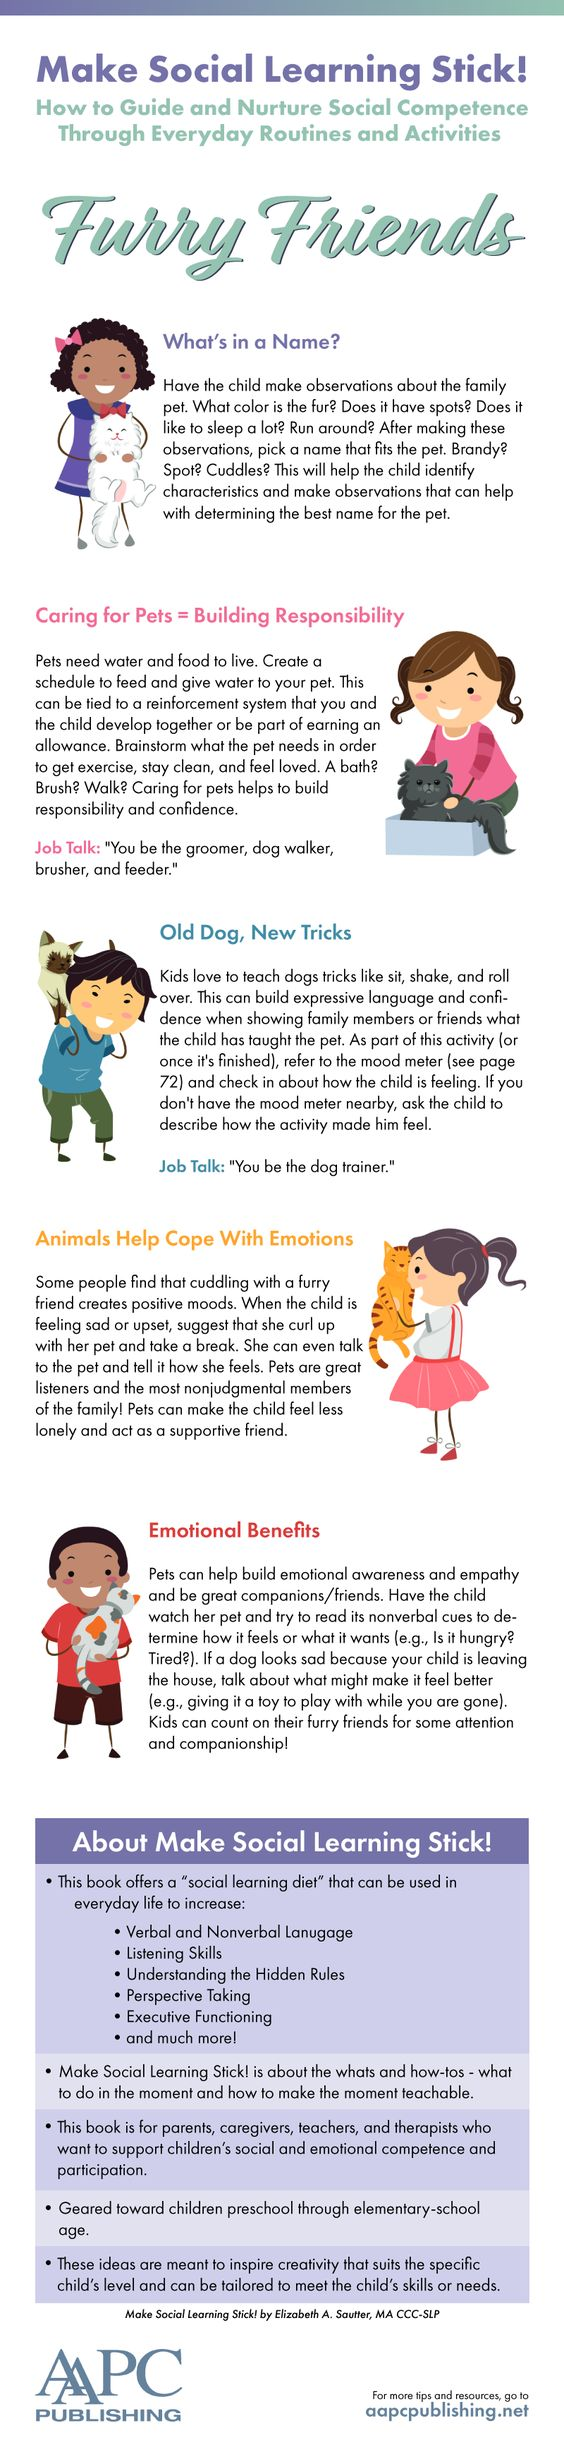 Make Social Learning Stick!
How to Guide and Nurture Social Competence
Through Everyday Routines and Activities
Furry Friends
What's in a Name?
Have the child make observations about the family
pet. What color is the fur? Does it have spots? Does it
like to sleep a lot? Run around? After making these
observations, pick a name that fits the pet. Brandy?
Spot? Cuddles? This will help the child identify
characteristics and make observations that can help
with determining the best name for the pet.
Caring for Pets = Building Responsibility
Pets need water and food to live. Create a
schedule to feed and give water to your pet. This
can be tied to a reinforcement system that you and
the child develop together or be part of earning an
allowance. Brainstorm what the pet needs in order
to get exercise, stay clean, and feel loved. A bath?
Brush? Walk? Caring for pets helps to build
responsibility and confidence.
Job Talk: "You be the groomer, dog walker,
brusher, and feeder."
Old Dog, New Tricks
Kids love to teach dogs tricks like sit, shake, and roll
over. This can build expressive language and confi-
dence when showing family members or friends what
the child has taught the pet. As part of this activity (or
once it's finished), refer to the mood meter (see page
72) and check in about how the child is feeling. If you
don't have the mood meter nearby, ask the child to
describe how the activity made him feel.
Job Talk: "You be the dog trainer."
Animals Help Cope With Emotions
Some people find that cuddling with a furry
friend creates positive moods. When the child is
feeling sad or upset, suggest that she curl up
with her pet and take a break. She can even talk
to the pet and tell it how she feels. Pets are great
listeners and the most nonjudgmental members
of the family! Pets can make the child feel less
lonely and act as a supportive friend.
Emotional Benefits
Pets can help build emotional awareness and empathy
and be great companions/friends. Have the child
watch her pet and try to read its nonverbal cues to de-
termine how it feels or what it wants (e.g., Is it hungry?
Tired?). If a dog looks sad because your child is leaving
the house, talk about what might make it feel better
(e.g., giving it a toy to play with while you are gone).
Kids can count on their furry friends for some attention
and companionship!
About Make Social Learning Stick!
• This book offers a “social learning diet” that can be used in
everyday life to increase:
• Verbal and Nonverbal Lanugage
• Listening Skills
• Understanding the Hidden Rules
• Perspective Taking
• Executive Functioning
• and much more!
• Make Social Learning Stick! is about the whats and how-tos - what
to do in the moment and how to make the moment teachable.
• This book is for parents, caregivers, teachers, and therapists who
want to support children's social and emotional competence and
participation.
• Geared toward children preschool through elementary-school
age.
• These ideas are meant to inspire creativity that suits the specific
child's level and can be tailored to meet the child's skills or needs.
Make Social Learning Stick! by Elizabeth A. Sautter, MA CCC-SLP
AAPC
PUBLISHING
For more tips and resources, go to
aapcpublishing.net